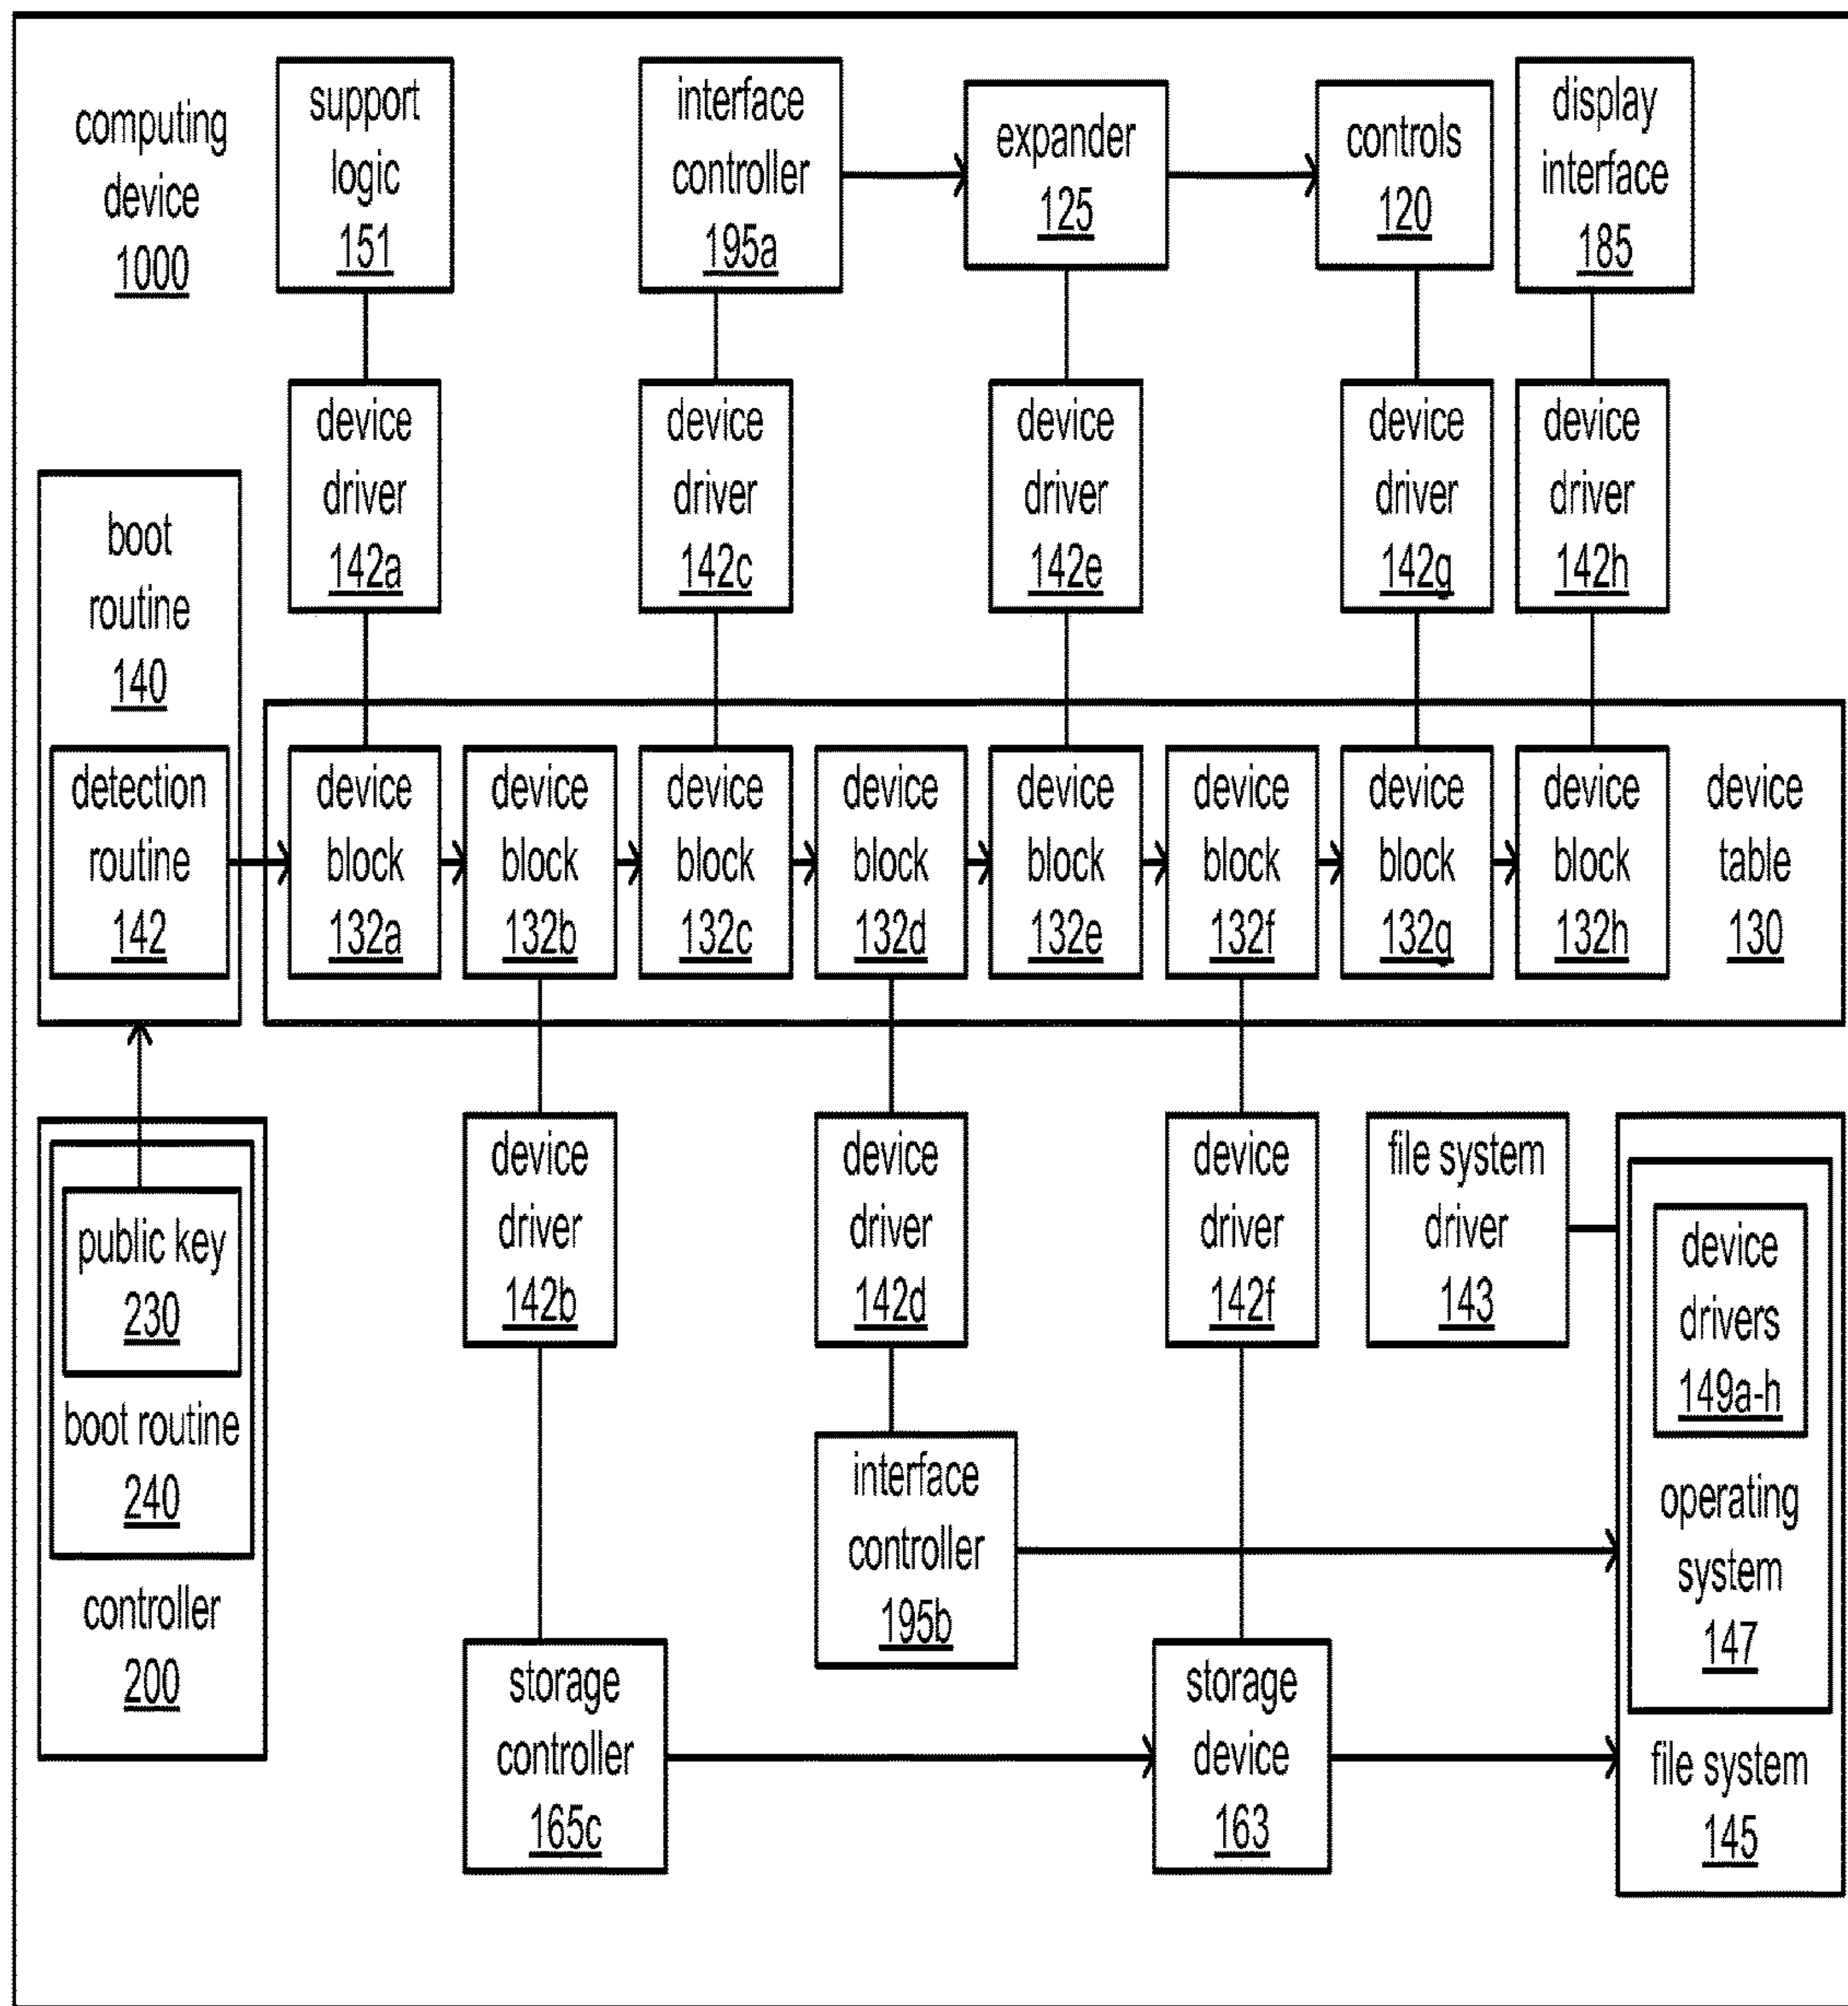 computing
device
1000
support
logic
151
interface
controller
195a
expander
125
controls
120
display
interface
185
device
driver
142a
device
driver
142c
device
driver
142e
device
driver
142g
device
driver
142h
boot
routine
140
detection
routine
142
device
block
132a
device
block
132b
device
block
132c
device
block
132d
device
block
132e
device
block
132f
device
block
132g
device
block
132h
device
table
130
public key
230
boot routine
240
controller
200
device
driver
142b
device
driver
142d
device
driver
142f
file system
driver
143
device
drivers
149a-h
operating
system
147
file system
145
interface
controller
195b
storage
controller
165c
storage
device
163